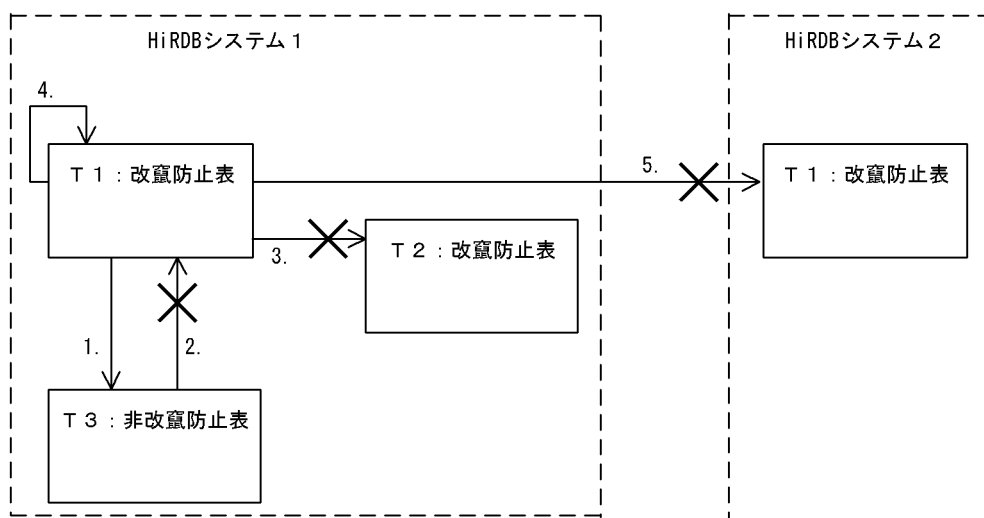 HiRDBシステム1
HiRDBシステム2
4.
T1:改竄防止表
5.
T1:改竄防止表
3.
T2:改竄防止表
1.
2.
T3:非改竄防止表